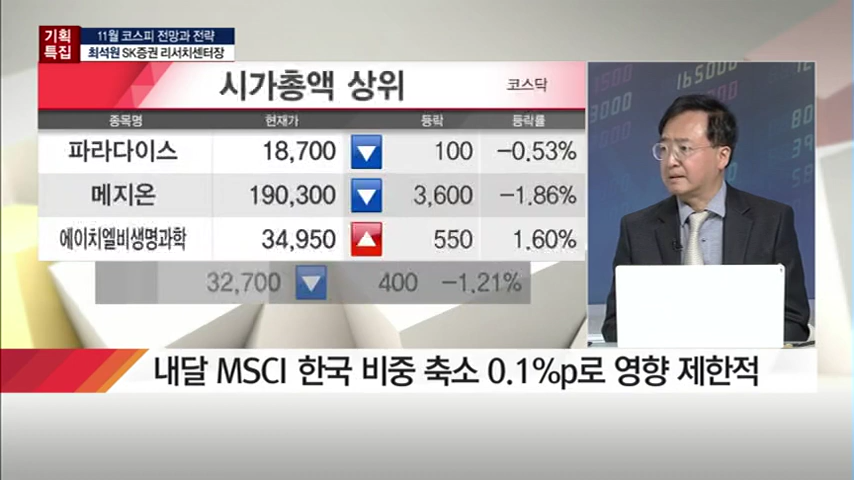 기획
특집
11월 코스피 전망과 전략
최석원 SK증권 리서치센터장
시가총액 상위
코스닥
종목명 현재가 등락 등락률
파라다이스 18,700 ▼ 100 -0.53%
메지온 190,300 ▼ 3,600 -1.86%
에이치엘비생명과학 34,950 ▲ 550 1.60%
32,700 ▼ 400 -1.21%
내달 MSCI 한국 비중 축소 0.1%p로 영향 제한적
165000